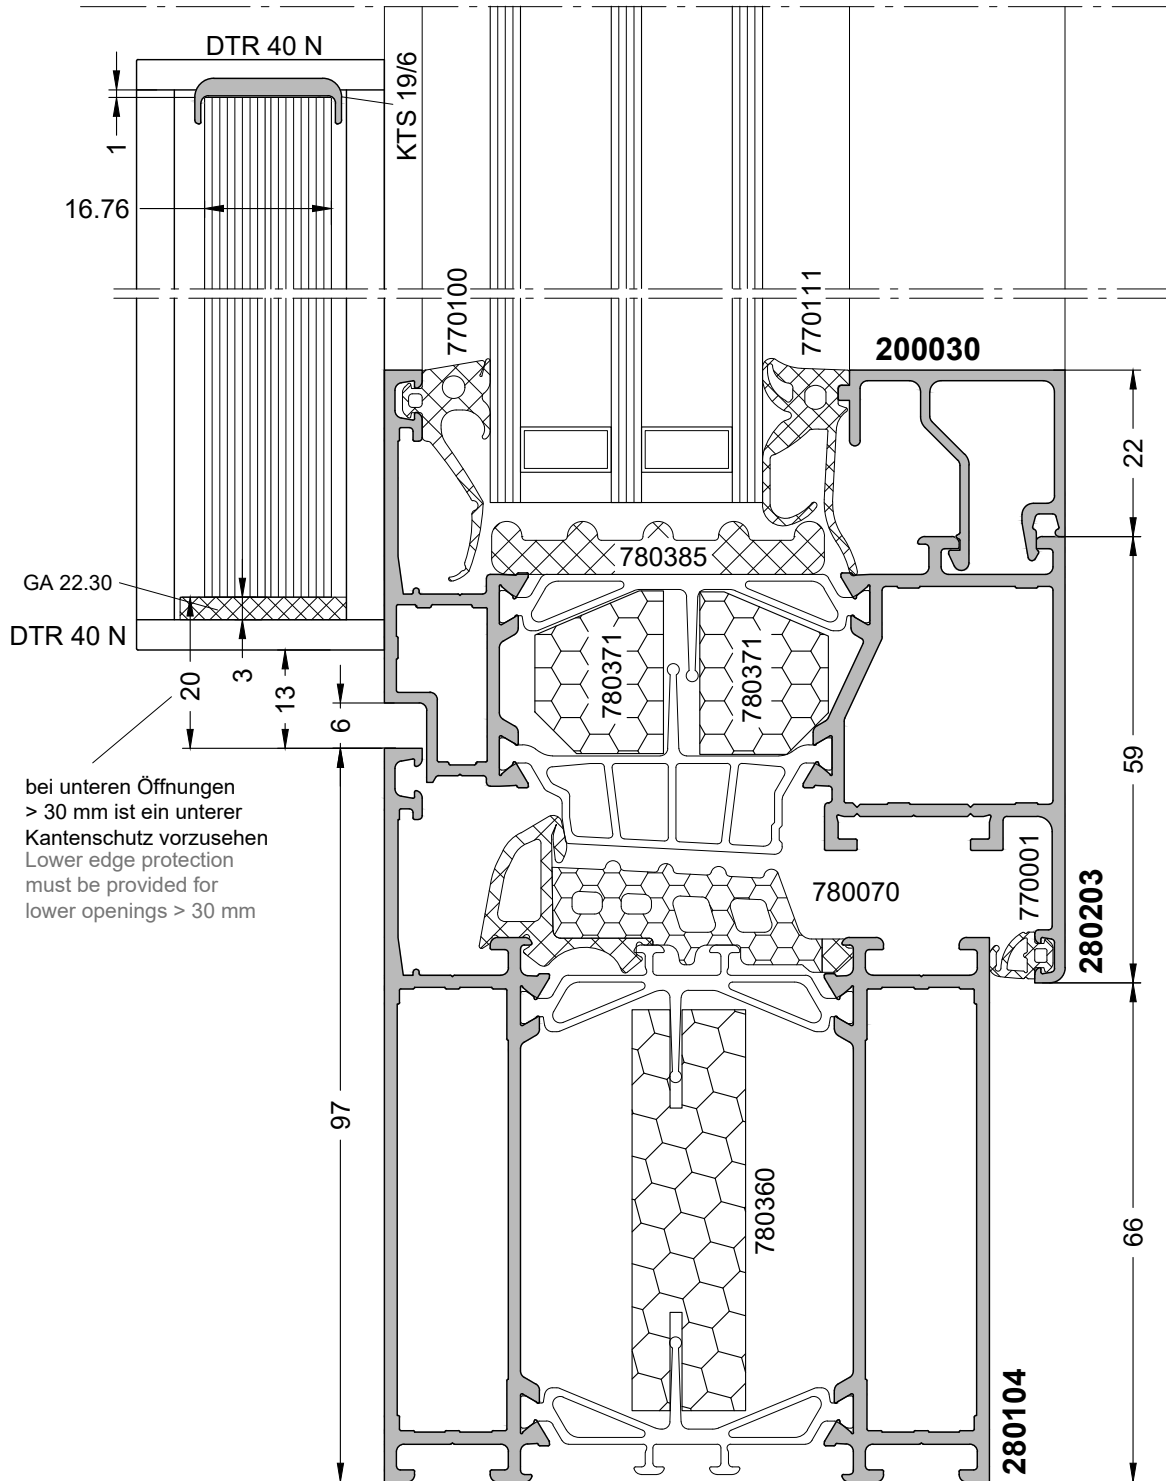 DTR 40 N
KTS 19/6
1
16.76
770100
770111
200030
22
780385
GA 22.30
DTR 40 N
780371
780371
20
3
13
6
59
bei unteren Öffnungen
> 30 mm ist ein unterer
Kantenschutz vorzusehen
Lower edge protection
must be provided for
lower openings > 30 mm
780070
770001
280203
97
780360
66
280104